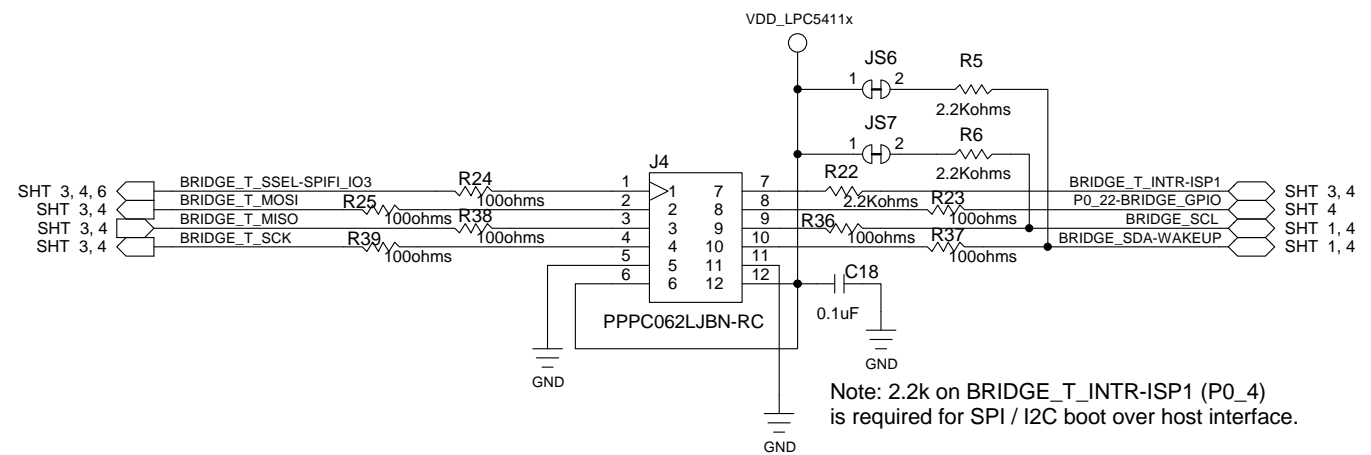 VDD_LPC5411x
JS6
R5
1
2
2.2Kohms
JS7
R6
1
2
2.2Kohms
J4
SHT 3, 4, 6
BRIDGE_T_SSEL-SPIFI_IO3
R24
100ohms
1
1
7
7
R22
2.2Kohms
BRIDGE_T_INTR-ISP1
SHT 3, 4
SHT 3, 4
BRIDGE_T_MOSI
R25
100ohms
2
2
8
8
R23
100ohms
P0_22-BRIDGE_GPIO
SHT 4
SHT 3, 4
BRIDGE_T_MISO
R38
100ohms
3
3
9
9
R36
100ohms
BRIDGE_SCL
SHT 1, 4
SHT 3, 4
BRIDGE_T_SCK
R39
100ohms
4
4
10
10
R37
100ohms
BRIDGE_SDA-WAKEUP
SHT 1, 4
5
5
11
11
6
6
12
12
C18
0.1uF
PPPC062LJBN-RC
GND
GND
GND
Note: 2.2k on BRIDGE_T_INTR-ISP1 (P0_4)
is required for SPI / I2C boot over host interface.